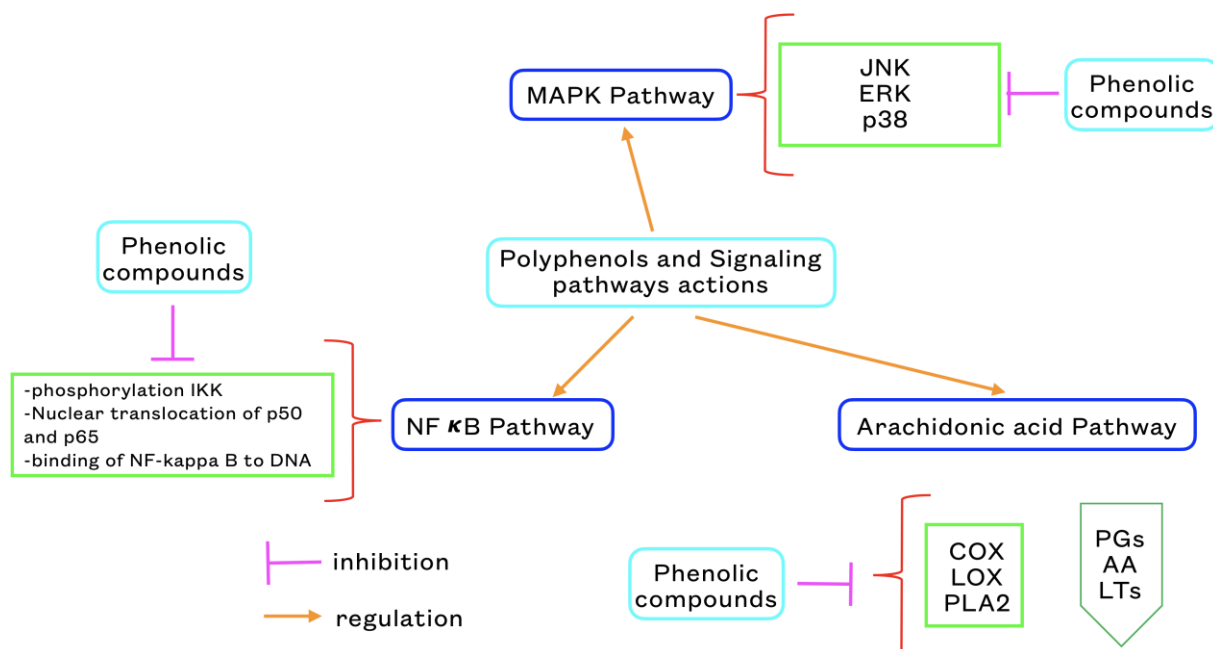 MAPK Pathway
JNK
ERK
p38
Phenolic
compounds
Phenolic
compounds
Polyphenols and Signaling
pathways actions
-phosphorylation IKK
-Nuclear translocation of p50
and p65
-binding of NF-kappa B to DNA
NF κB Pathway
Arachidonic acid Pathway
inhibition
regulation
Phenolic
compounds
COX
LOX
PLA2
PGs
AA
LTs